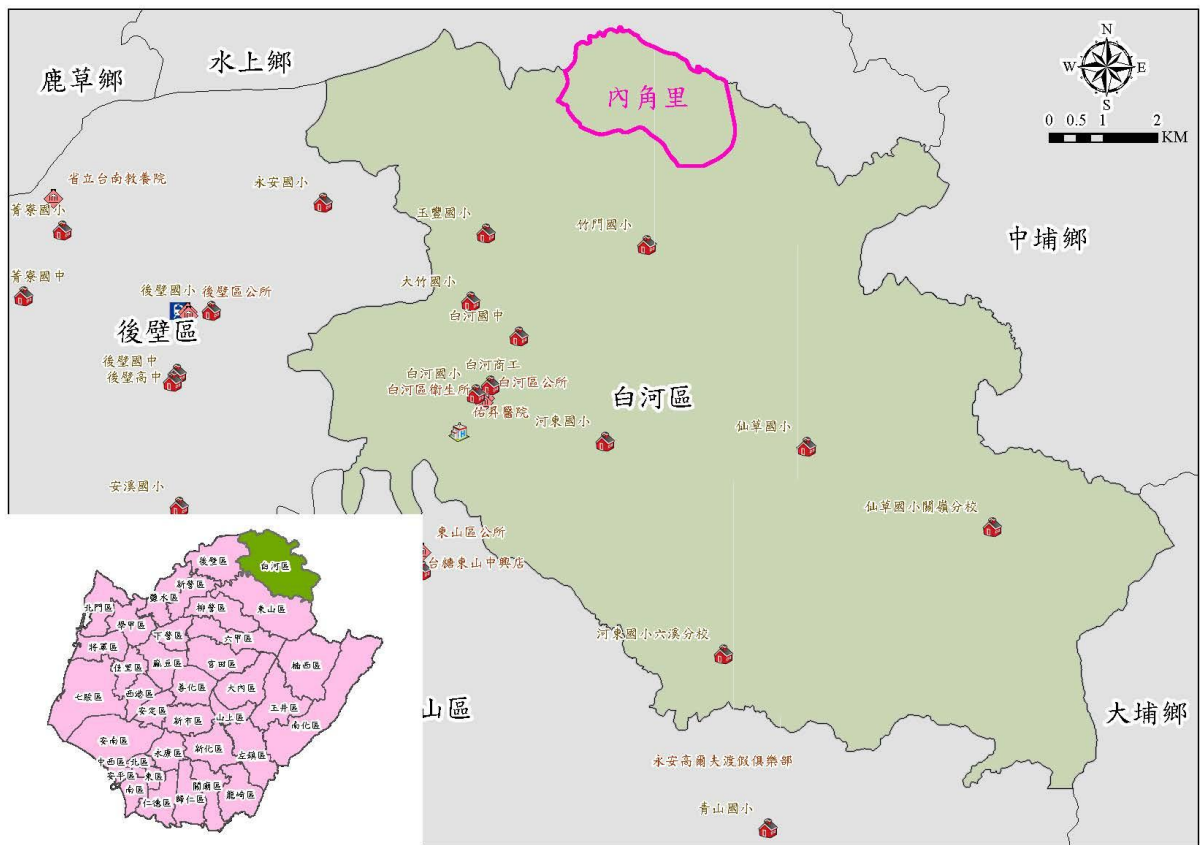 水上鄉
鹿草鄉
內角里
N
W
E
S
0 0.5 1 2
KM
省立台南教養院
永安國小
菁寮國小
玉豐國小
竹門國小
中埔鄉
菁寮國中
大竹國小
後壁國小
後壁區公所
白河國中
後壁區
後壁國中
後壁高中
白河商工
白河國小
白河區公所
白河區衛生所
佑昇醫院
白河區
河東國小
仙草國小
安溪國小
仙草國小關嶺分校
東山區公所
台糖東山中興店
河東國小六溪分校
山區
大埔鄉
永安高爾夫渡假俱樂部
青山國小
後壁區
白河區
新營區
鹽水區
北門區
柳營區
東山區
學甲區
下營區
六甲區
將軍區
佳里區
麻豆區
官田區
楠西區
七股區
西港區
善化區
大內區
安定區
新市區
山上區
玉井區
南化區
安南區
永康區
新化區
左鎮區
中西區
北區
安平區
東區
南區
關廟區
龍崎區
仁德區
歸仁區